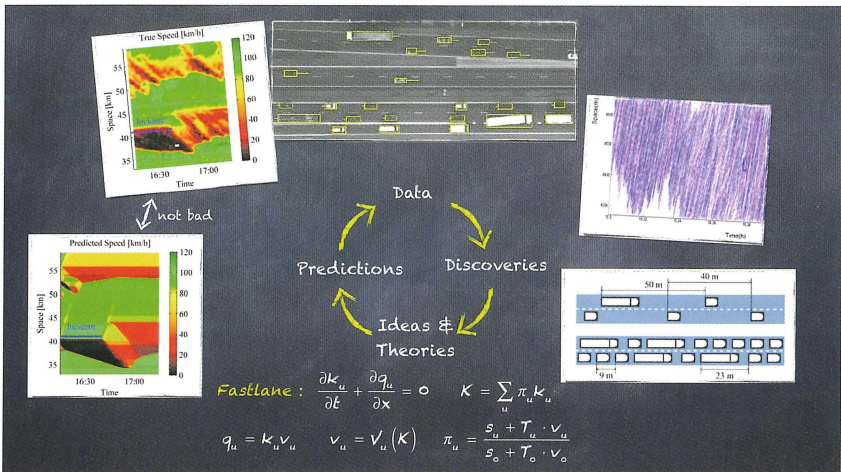 True Speed [km/h]
Space [km]
55
50
45
40
35
Incident
16:30
17:00
Time
120
100
80
60
40
20
0
not bad
Predicted Speed [km/h]
Space [km]
55
50
45
40
35
Incident
16:30
17:00
Time
120
100
80
60
40
20
0
Data
Predictions
Discoveries
Ideas &
Theories
Space(m)
Time(h)
40 m
50 m
9 m
23 m
Fastlane : ∂k_u/∂t + ∂q_u/∂x = 0 K = ∑_u π_u k_u
q_u = k_u v_u v_u = V_u(K) π_u = (s_u + T_u · v_u)/(s_o + T_o · v_o)